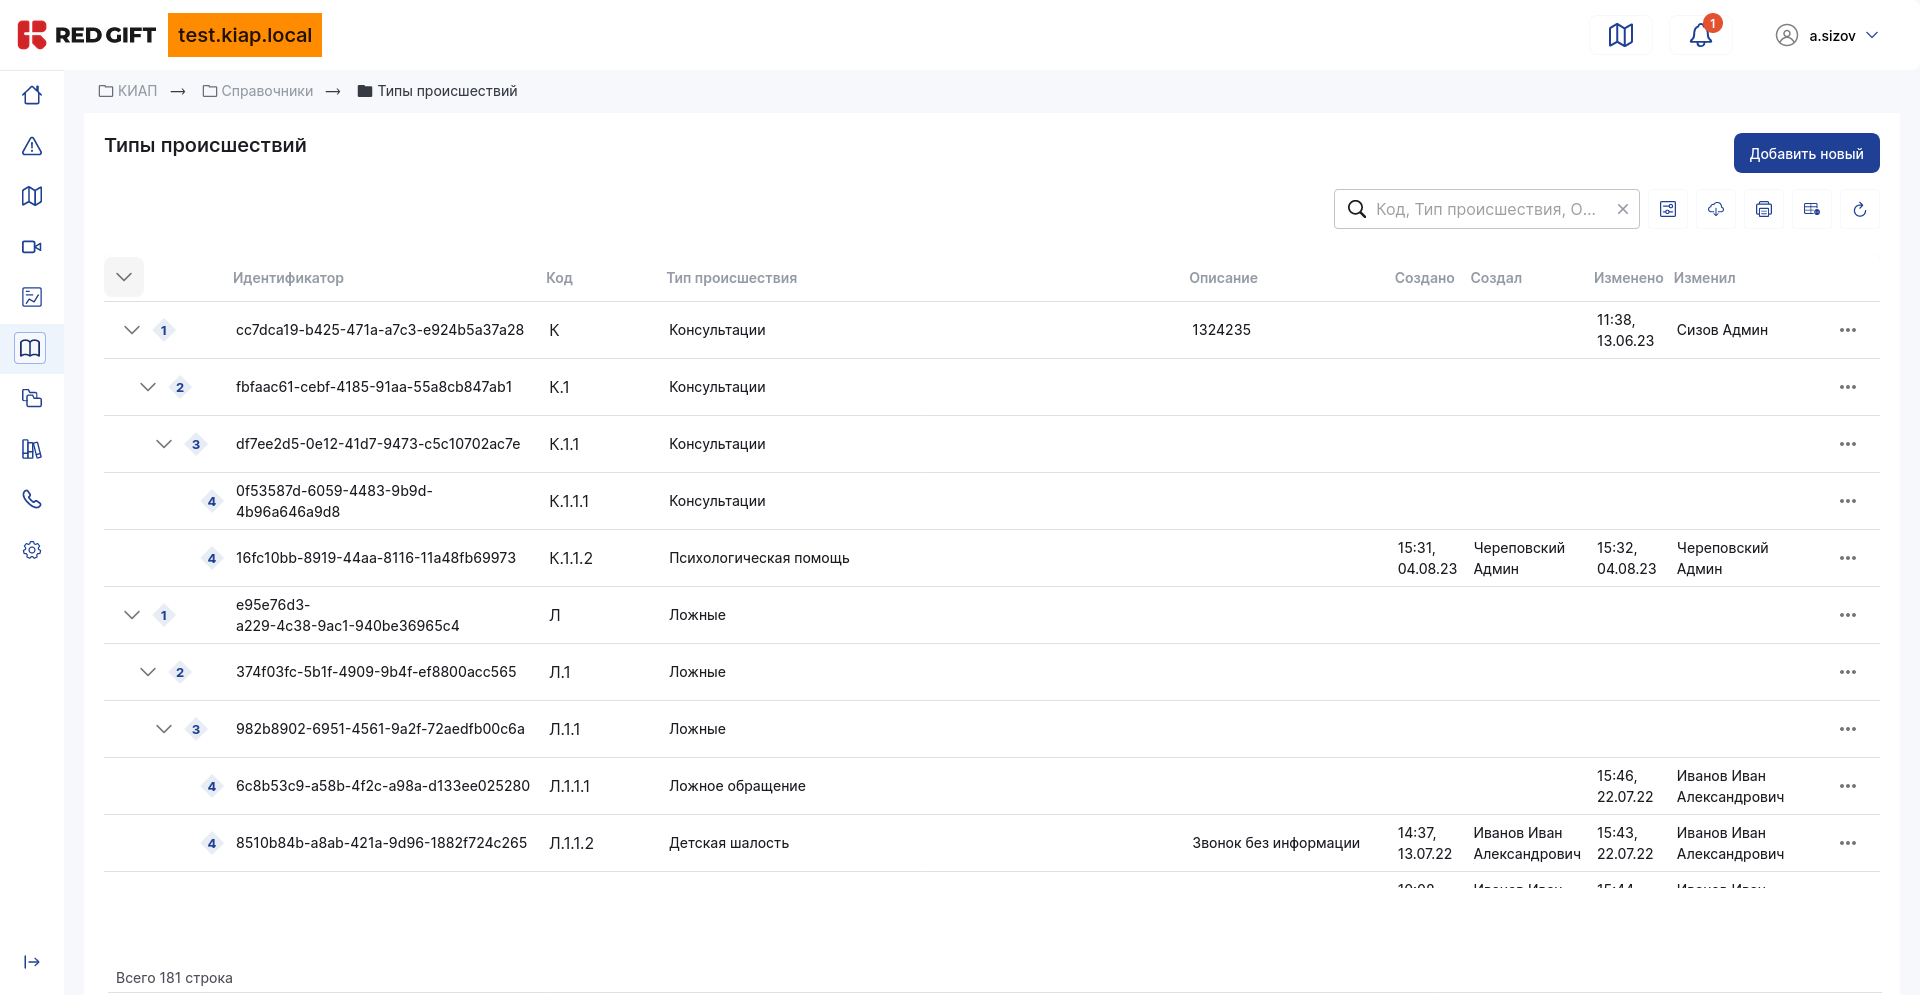 RED GIFT
test.kiap.local
1
a.sizov
КИАП → Справочники → Типы происшествий
Типы происшествий
Добавить новый
Код, Тип происшествия, О...
Идентификатор Код Тип происшествия Описание Создано Создал Изменено Изменил
1 cc7dca19-b425-471a-a7c3-e924b5a37a28 К Консультации 1324235 11:38, 13.06.23 Сизов Админ
2 fbfaac61-cebf-4185-91aa-55a8cb847ab1 К.1 Консультации
3 df7ee2d5-0e12-41d7-9473-c5c10702ac7e К.1.1 Консультации
4 0f53587d-6059-4483-9b9d-
4b96a646a9d8 К.1.1.1 Консультации
4 16fc10bb-8919-44aa-8116-11a48fb69973 К.1.1.2 Психологическая помощь 15:31, 04.08.23 Череповский Админ 15:32, 04.08.23 Череповский Админ
1 e95e76d3-
a229-4c38-9ac1-940be36965c4 Л Ложные
2 374f03fc-5b1f-4909-9b4f-ef8800acc565 Л.1 Ложные
3 982b8902-6951-4561-9a2f-72aedfb00c6a Л.1.1 Ложные
4 6c8b53c9-a58b-4f2c-a98a-d133ee025280 Л.1.1.1 Ложное обращение 15:46, 22.07.22 Иванов Иван Александрович
4 8510b84b-a8ab-421a-9d96-1882f724c265 Л.1.1.2 Детская шалость Звонок без информации 14:37, 13.07.22 Иванов Иван Александрович 15:43, 22.07.22 Иванов Иван Александрович
Всего 181 строка